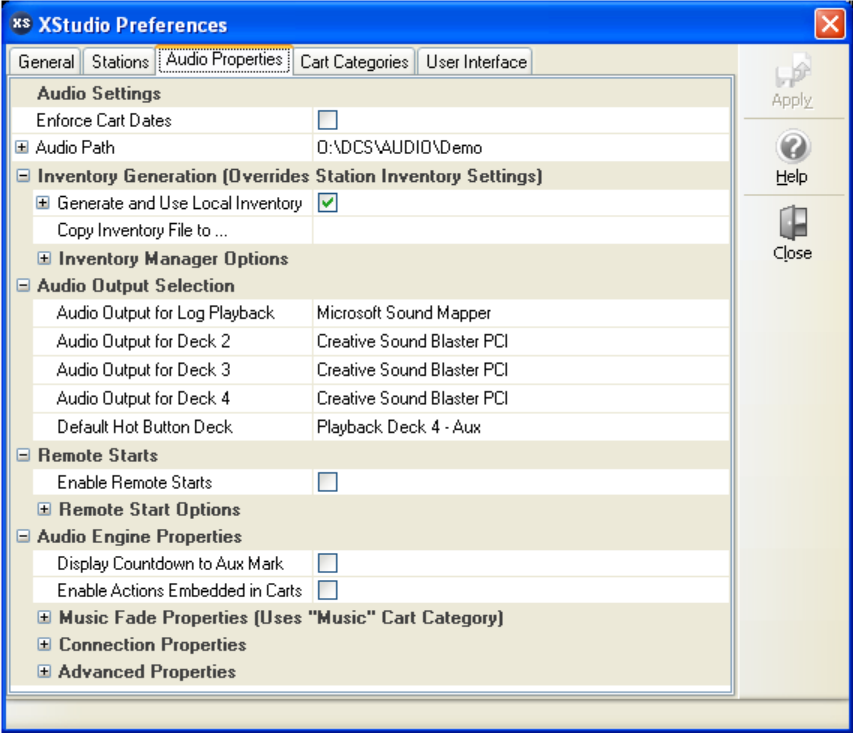 XS XStudio Preferences
General Stations Audio Properties Cart Categories User Interface
Apply
Help
Close
Audio Settings
Enforce Cart Dates
Audio Path O:\DCS\AUDIO\Demo
Inventory Generation (Overrides Station Inventory Settings)
Generate and Use Local Inventory
Copy Inventory File to ...
Inventory Manager Options
Audio Output Selection
Audio Output for Log Playback Microsoft Sound Mapper
Audio Output for Deck 2 Creative Sound Blaster PCI
Audio Output for Deck 3 Creative Sound Blaster PCI
Audio Output for Deck 4 Creative Sound Blaster PCI
Default Hot Button Deck Playback Deck 4 - Aux
Remote Starts
Enable Remote Starts
Remote Start Options
Audio Engine Properties
Display Countdown to Aux Mark
Enable Actions Embedded in Carts
Music Fade Properties (Uses "Music" Cart Category)
Connection Properties
Advanced Properties